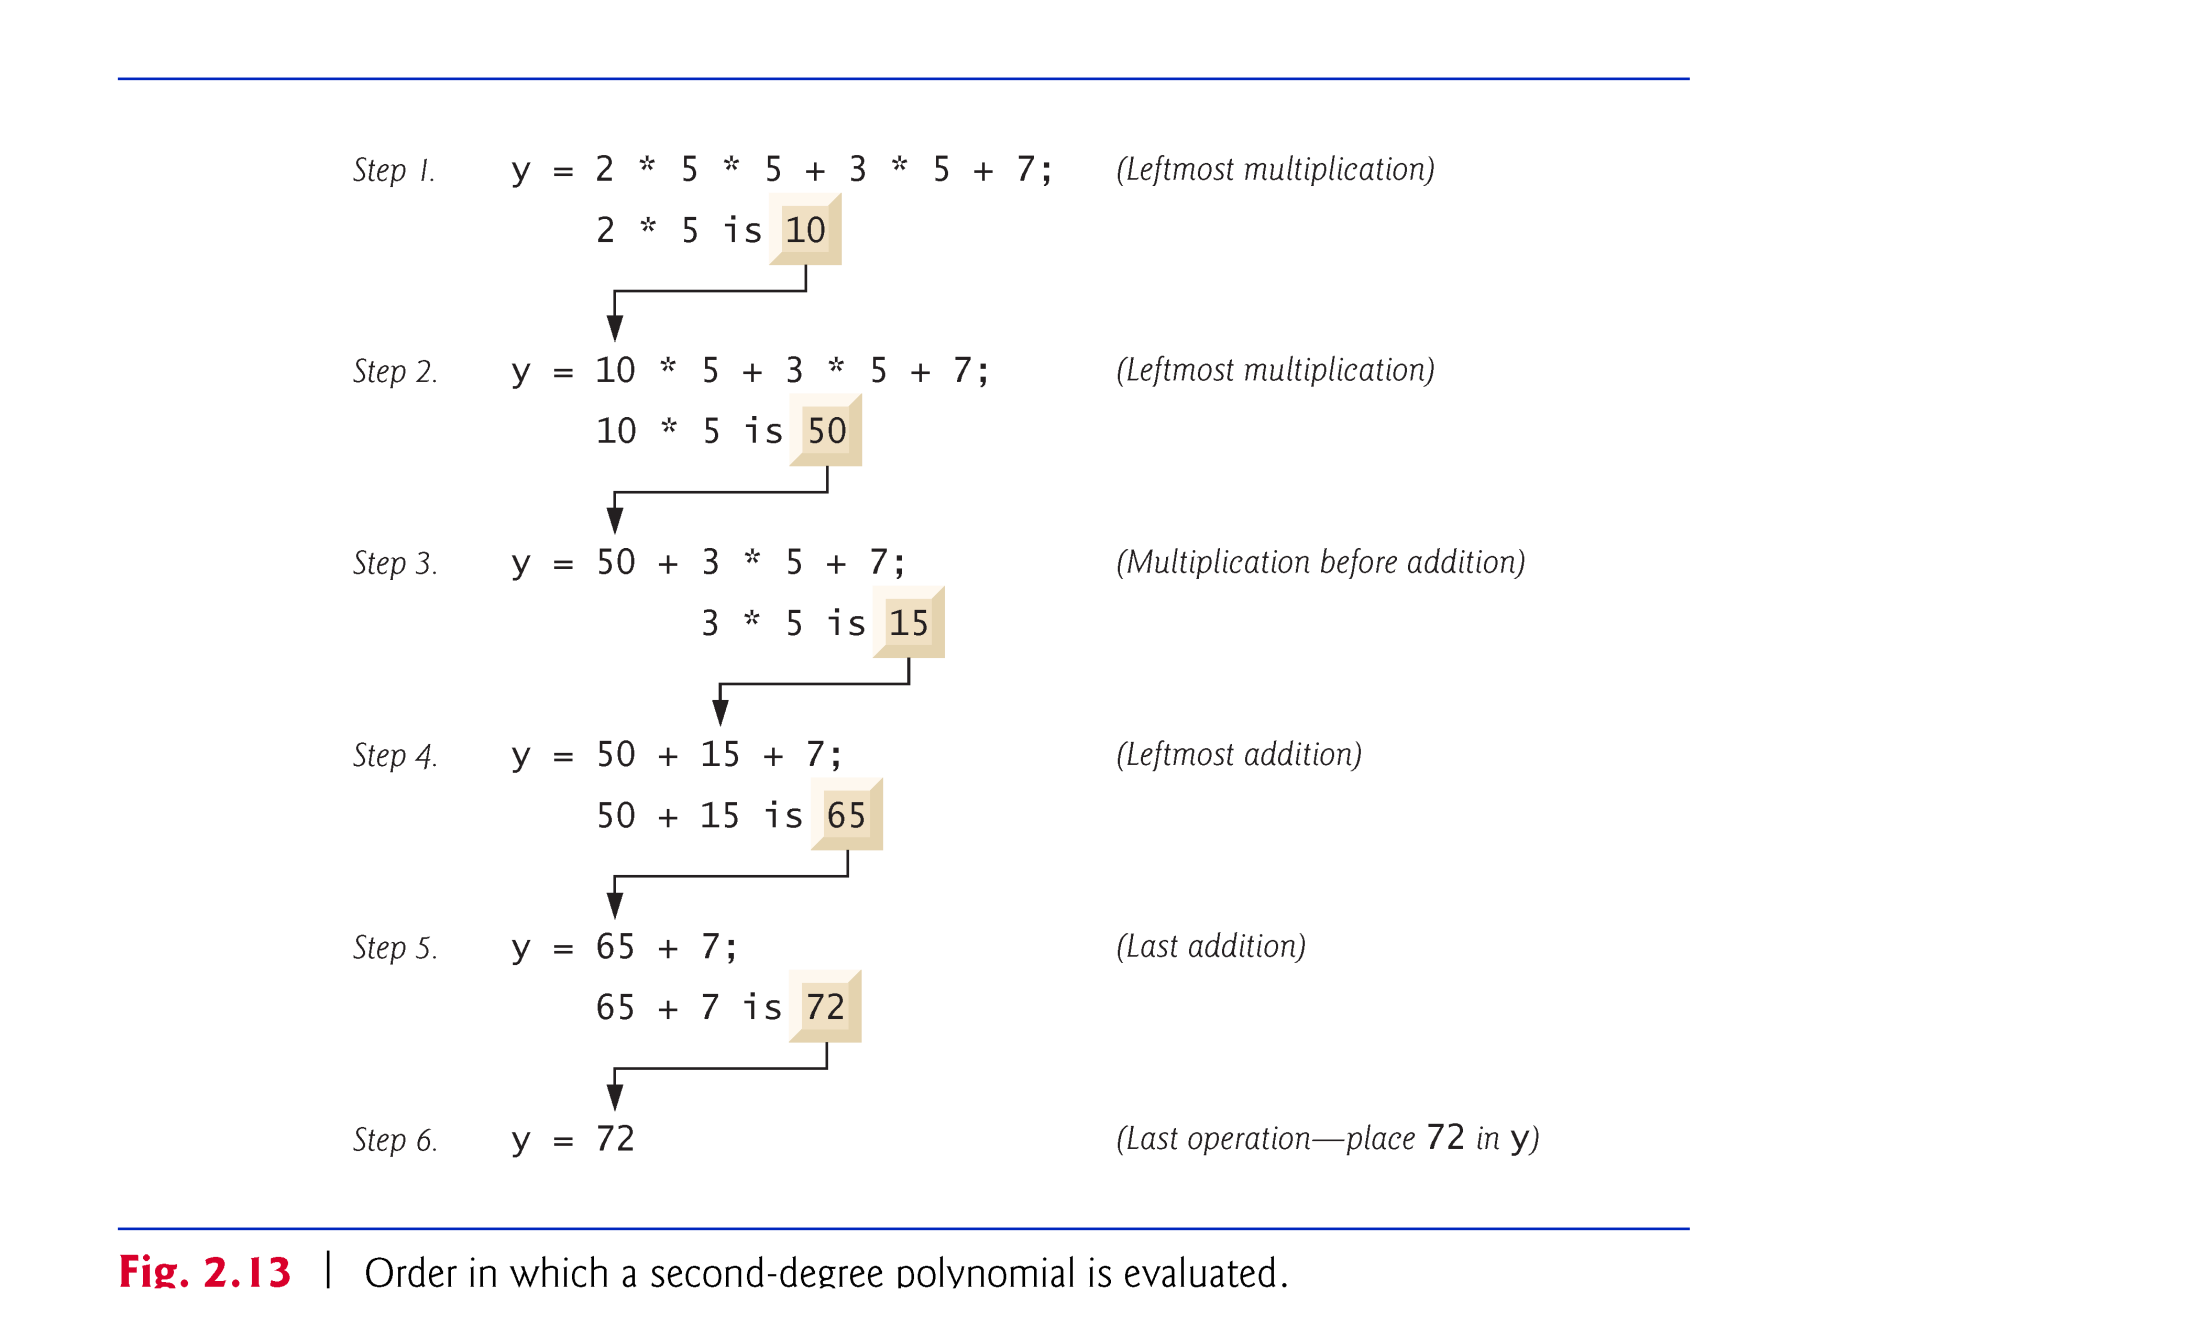 Step 1. y = 2 * 5 * 5 + 3 * 5 + 7; (Leftmost multiplication)
2 * 5 is 10
Step 2. y = 10 * 5 + 3 * 5 + 7; (Leftmost multiplication)
10 * 5 is 50
Step 3. y = 50 + 3 * 5 + 7; (Multiplication before addition)
3 * 5 is 15
Step 4. y = 50 + 15 + 7; (Leftmost addition)
50 + 15 is 65
Step 5. y = 65 + 7; (Last addition)
65 + 7 is 72
Step 6. y = 72 (Last operation—place 72 in y)
Fig. 2.13 | Order in which a second-degree polynomial is evaluated.